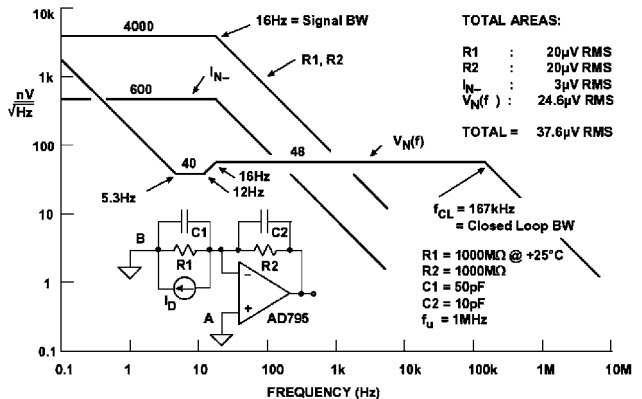 10k
1k
100
10
1
0.1
nV
√Hz
4000
16Hz = Signal BW
R1, R2
600
IN–
40
48
VN(f)
5.3Hz
12Hz
16Hz
fCL = 167kHz
= Closed Loop BW
TOTAL AREAS:
R1 : 20µV RMS
R2 : 20µV RMS
IN– : 3µV RMS
VN(f ) : 24.6µV RMS
TOTAL = 37.6µV RMS
B
C1
R1
ID
C2
R2
–
+
A
AD795
R1 = 1000MΩ @ +25°C
R2 = 1000MΩ
C1 = 50pF
C2 = 10pF
fu = 1MHz
0.1 1 10 100 1k 10k 100k 1M 10M
FREQUENCY (Hz)